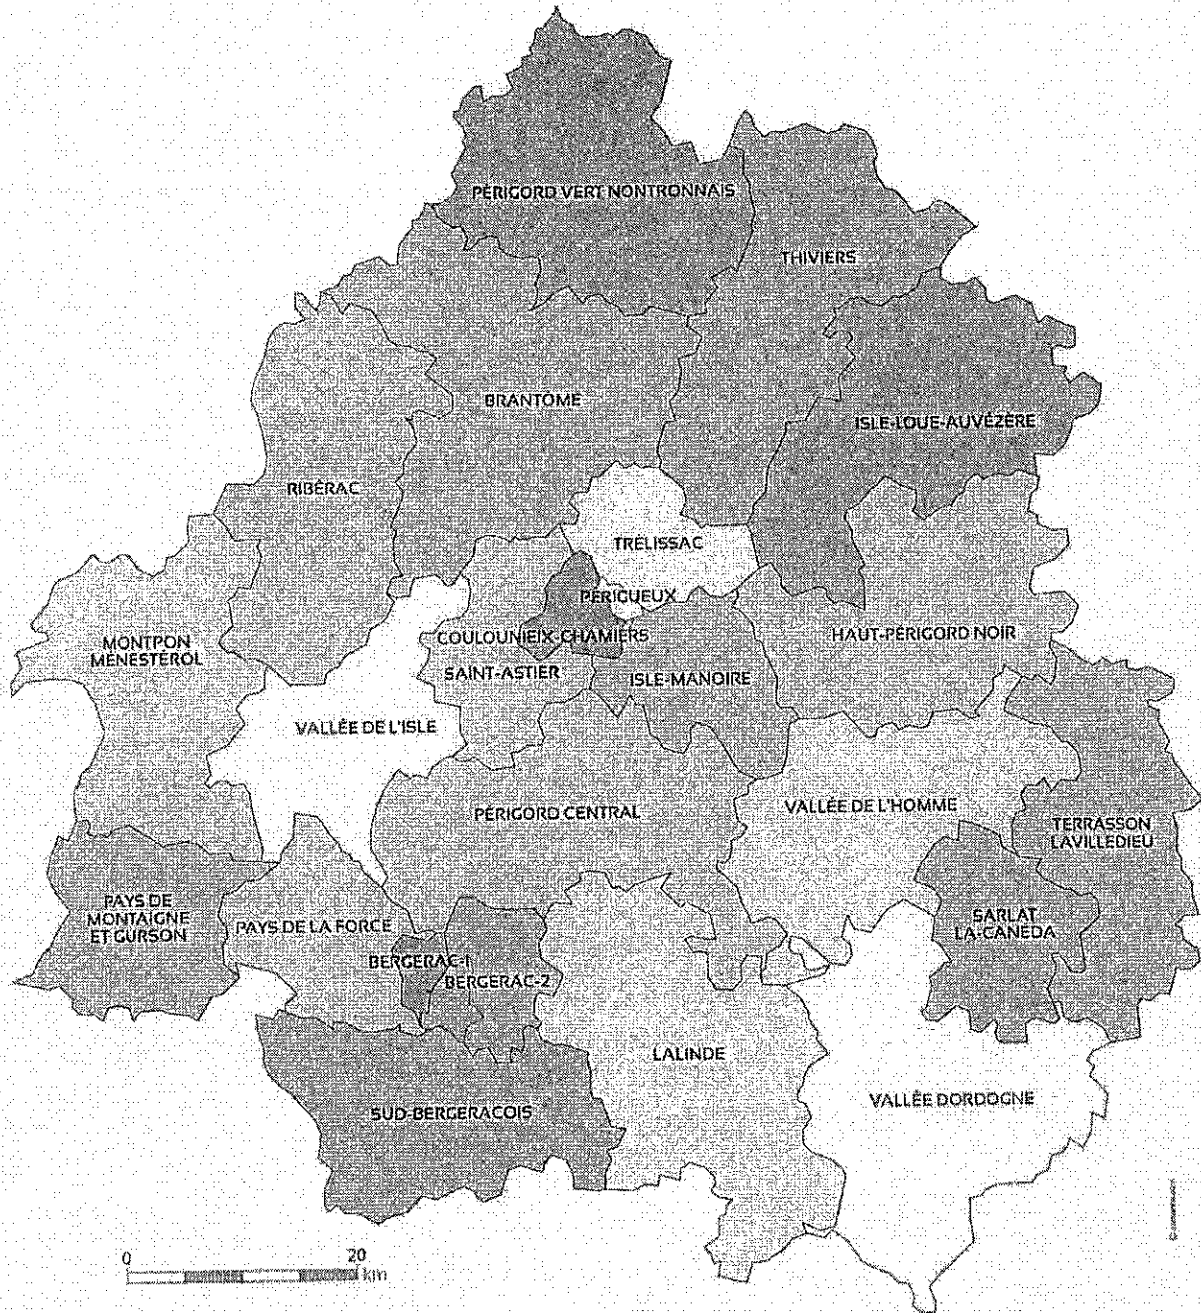 PÉRIGORD VERT NONTRONNAIS
THIVIERS
BRANTÔME
ISLE-LOUE-AUVÉZÈRE
RIBÉRAC
TRÉLISSAC
PÉRIGUEUX
MONTPON
MÉNESTÉROL
COULOUNIEIX-CHAMIERS
HAUT-PÉRIGORD NOIR
SAINT-ASTIER
ISLE-MANOIRE
VALLÉE DE L'ISLE
PÉRIGORD CENTRAL
VALLÉE DE L'HOMME
TERRASSON
LAVILLEDIEU
PAYS DE
MONTAIGNE
ET GURSON
PAYS DE LA FORCE
SARLAT
LA-CANÉDA
BERGERAC-1
BERGERAC-2
LALINDE
VALLÉE DORDOGNE
SUD-BERGERACOIS
0 20
km